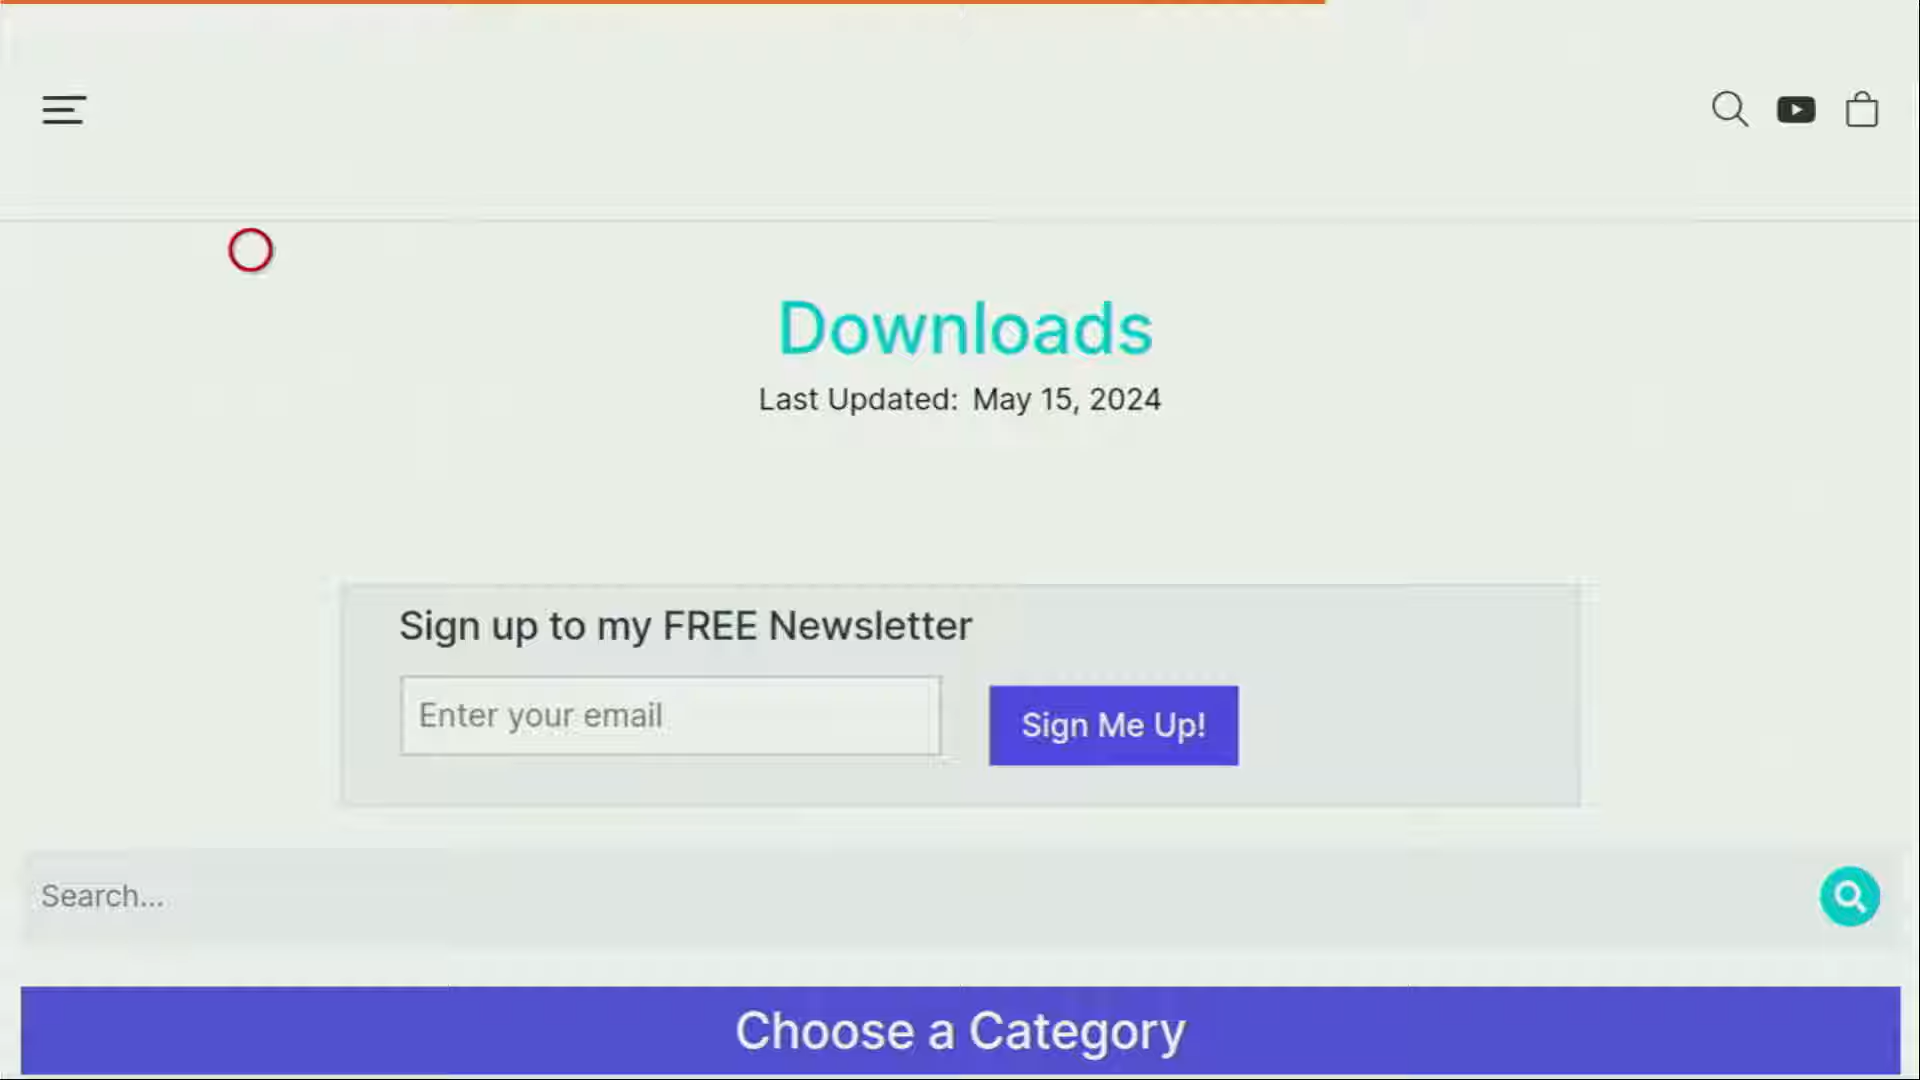 Downloads
Last Updated: May 15, 2024
Sign up to my FREE Newsletter
Enter your email
Sign Me Up!
Search...
Choose a Category